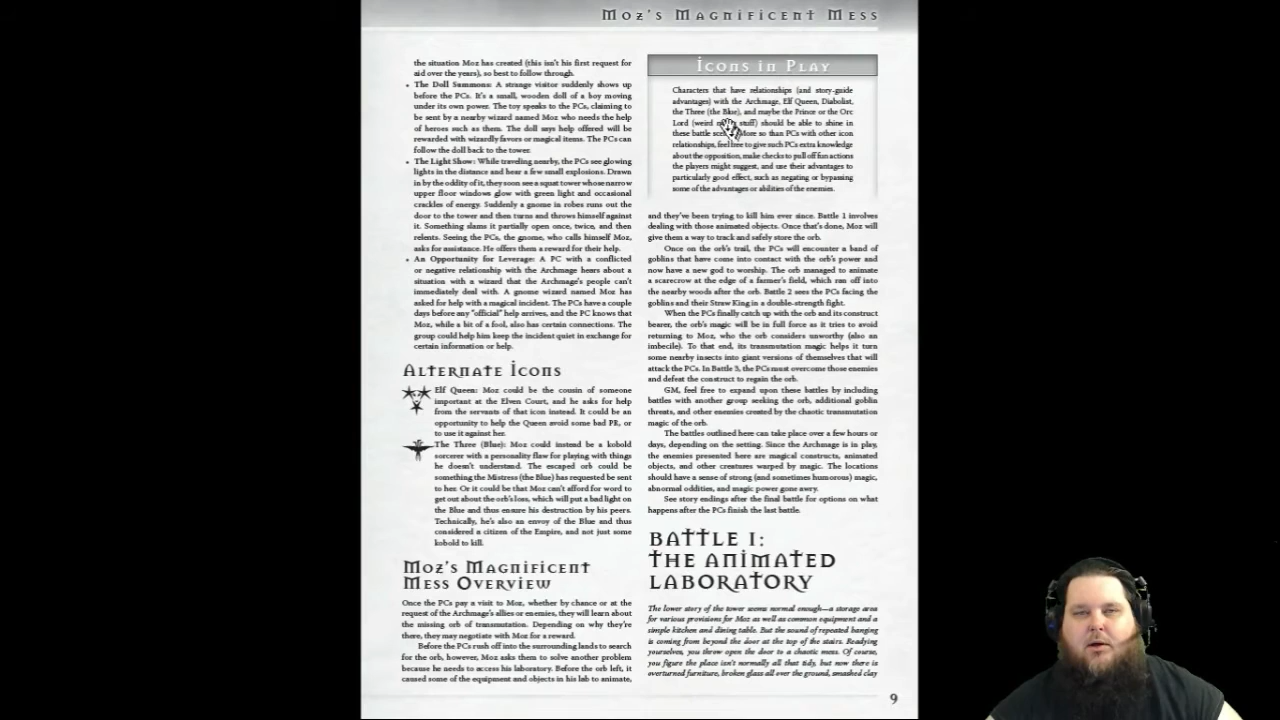 Moz's Magnificent Mess
the situation Moz has created (this isn't his first request for
aid over the years), so best to follow through.
• The Doll Summons: A strange visitor suddenly shows up
before the PCs. It's a small, wooden doll of a boy moving
under its own power. The toy speaks to the PCs, claiming to
be sent by a nearby wizard named Moz who needs the help
of heroes such as them. The doll says help offered will be
rewarded with wizardly favors or magical items. The PCs can
follow the doll back to the tower.
• The Light Show: While traveling nearby, the PCs see glowing
lights in the distance and hear a few small explosions. Drawn
in by the oddity of it, they soon see a squat tower whose narrow
upper floor windows glow with green light and occasional
crackles of energy. Suddenly a gnome in robes runs out the
door to the tower and then turns and throws himself against
it. Something slams it partially open once, twice, and then
relents. Seeing the PCs, the gnome, who calls himself Moz,
asks for assistance. He offers them a reward for their help.
• An Opportunity for Leverage: A PC with a conflicted
or negative relationship with the Archmage hears about a
situation with a wizard that the Archmage's people can't
immediately deal with. A gnome wizard named Moz has
asked for help with a magical incident. The PCs have a couple
days before any "official" help arrives, and the PC knows that
Moz, while a bit of a fool, also has certain connections. The
group could help him keep the incident quiet in exchange for
certain information or help.
Alternate Icons
Elf Queen: Moz could be the cousin of someone
important at the Elven Court, and he asks for help
from the servants of that icon instead. It could be an
opportunity to help the Queen avoid some bad PR, or
to use it against her.
The Three (Blue): Moz could instead be a kobold
sorcerer with a personality flaw for playing with things
he doesn't understand. The escaped orb could be
something the Mistress (the Blue) has requested be sent
to her. Or it could be that Moz can't afford for word to
get out about the orb's loss, which will put a bad light on
the Blue and thus ensure his destruction by his peers.
Technically, he's also an envoy of the Blue and thus
considered a citizen of the Empire, and not just some
kobold to kill.
Moz's Magnificent
Mess Overview
Once the PCs pay a visit to Moz, whether by chance or at the
request of the Archmage's allies or enemies, they will learn about
the missing orb of transmutation. Depending on why they're
there, they may negotiate with Moz for a reward.
Before the PCs rush off into the surrounding lands to search
for the orb, however, Moz asks them to solve another problem
because he needs to access his laboratory. Before the orb left, it
caused some of the equipment and objects in his lab to animate,
Icons in Play
Characters that have relationships (and story-guide
advantages) with the Archmage, Elf Queen, Diabolist,
the Three (the Blue), and maybe the Prince or the Orc
Lord (weird stuff) should be able to shine in
these battle More so than PCs with other icon
relationships, feel free to give such PCs extra knowledge
about the opposition, make checks to pull off fun actions
the players might suggest, and use their advantages to
particularly good effect, such as negating or bypassing
some of the advantages or abilities of the enemies.
and they've been trying to kill him ever since. Battle 1 involves
dealing with those animated objects. Once that's done, Moz will
give them a way to track and safely store the orb.
Once on the orb's trail, the PCs will encounter a band of
goblins that have come into contact with the orb's power and
now have a new god to worship. The orb managed to animate
a scarecrow at the edge of a farmer's field, which ran off into
the nearby woods after the orb. Battle 2 sees the PCs facing the
goblins and their Straw King in a double-strength fight.
When the PCs finally catch up with the orb and its construct
bearer, the orb's magic will be in full force as it tries to avoid
returning to Moz, who the orb considers unworthy (also an
imbecile). To that end, its transmutation magic helps it turn
some nearby insects into giant versions of themselves that will
attack the PCs. In Battle 3, the PCs must overcome those enemies
and defeat the construct to regain the orb.
GM, feel free to expand upon these battles by including
battles with another group seeking the orb, additional goblin
threats, and other enemies created by the chaotic transmutation
magic of the orb.
The battles outlined here can take place over a few hours or
days, depending on the setting. Since the Archmage is in play,
the enemies presented here are magical constructs, animated
objects, and other creatures warped by magic. The locations
should have a sense of strong (and sometimes humorous) magic,
abnormal oddities, and magic power gone awry.
See story endings after the final battle for options on what
happens after the PCs finish the last battle.
Battle 1:
The Animated
Laboratory
The lower story of the tower seems normal enough—a storage area
for various provisions for Moz as well as common equipment and a
simple kitchen and dining table. But the sound of repeated banging
is coming from beyond the door at the top of the stairs. Readying
yourselves, you throw open the door to a chaotic mess. Of course,
you figure the place isn't normally all that tidy, but now there is
overturned furniture, broken glass all over the ground, smashed clay
9